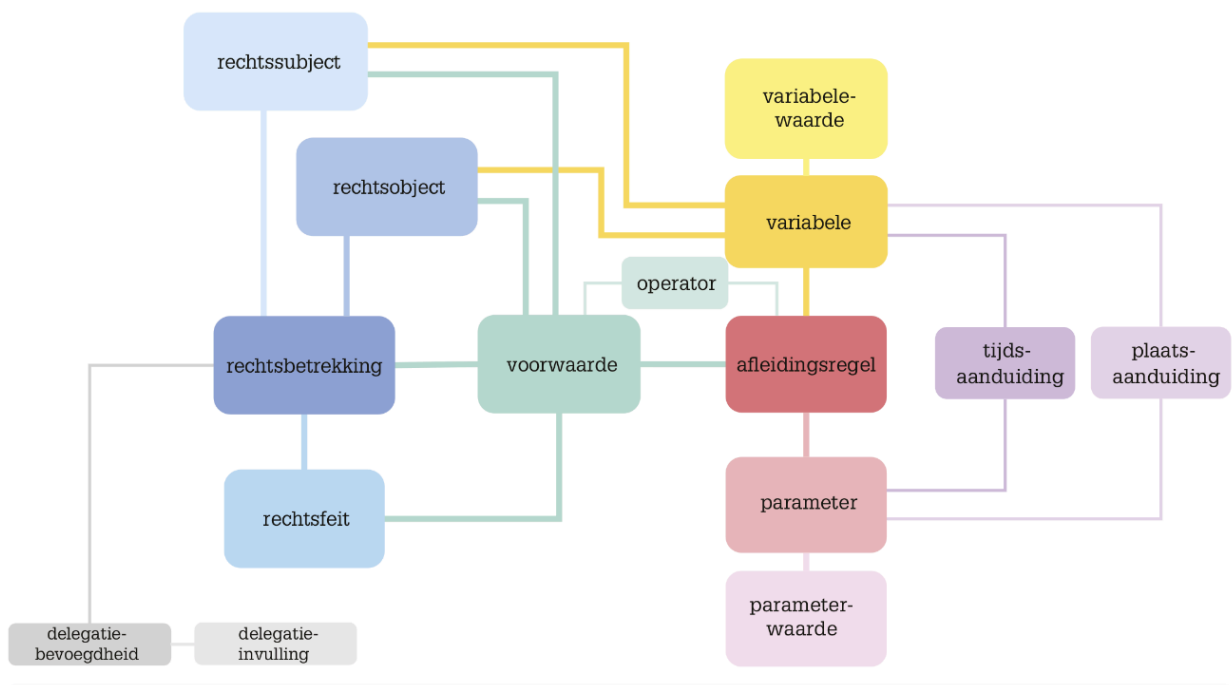 rechtssubject
variabele-
waarde
rechtsobject
variabele
operator
rechtsbetrekking
voorwaarde
afleidingsregel
tijds-
aanduiding
plaats-
aanduiding
rechtsfeit
parameter
parameter-
waarde
delegatie-
bevoegdheid
delegatie-
invulling